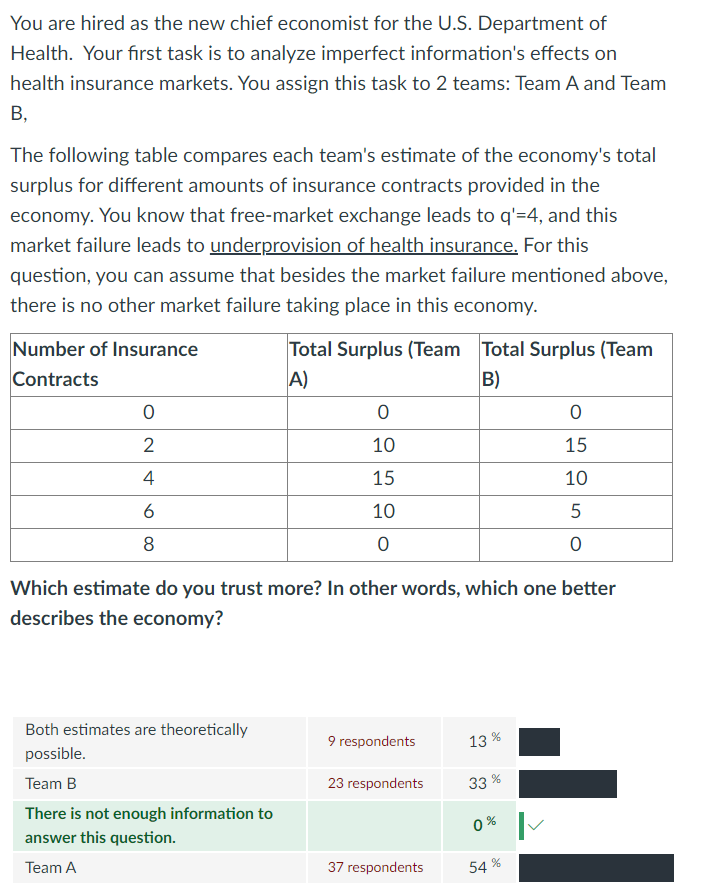 You are hired as the new chief economist for the U.S. Department of
Health. Your first task is to analyze imperfect information's effects on
health insurance markets. You assign this task to 2 teams: Team A and Team
B,
The following table compares each team's estimate of the economy's total
surplus for different amounts of insurance contracts provided in the
economy. You know that free-market exchange leads to q'=4, and this
market failure leads to underprovision of health insurance. For this
question, you can assume that besides the market failure mentioned above,
there is no other market failure taking place in this economy.
Number of Insurance Total Surplus (Team Total Surplus (Team
Contracts A) B)
0 0 0
2 10 15
4 15 10
6 10 5
8 0 0
Which estimate do you trust more? In other words, which one better
describes the economy?
Both estimates are theoretically
possible. 9 respondents 13 %
Team B 23 respondents 33 %
There is not enough information to
answer this question. 0 %
Team A 37 respondents 54 %